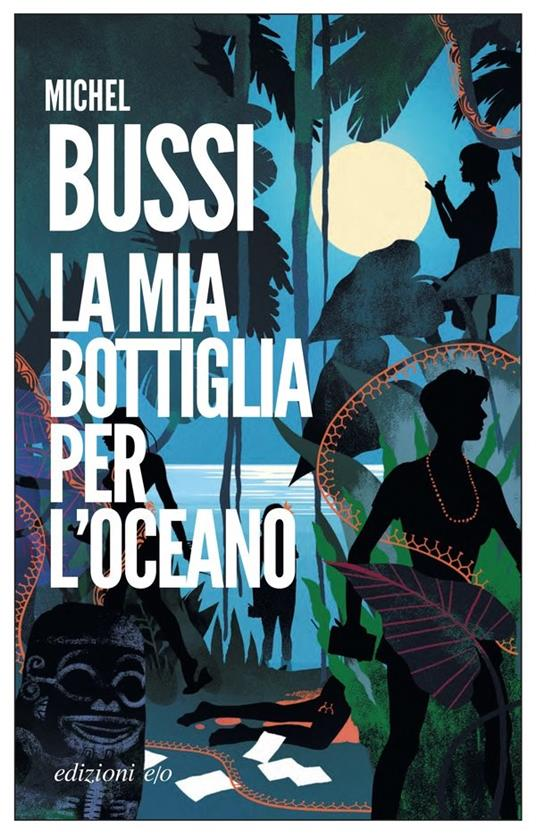 MICHEL
BUSSI
LA MIA
BOTTIGLIA
PER
L'OCEANO
edizioni e/o